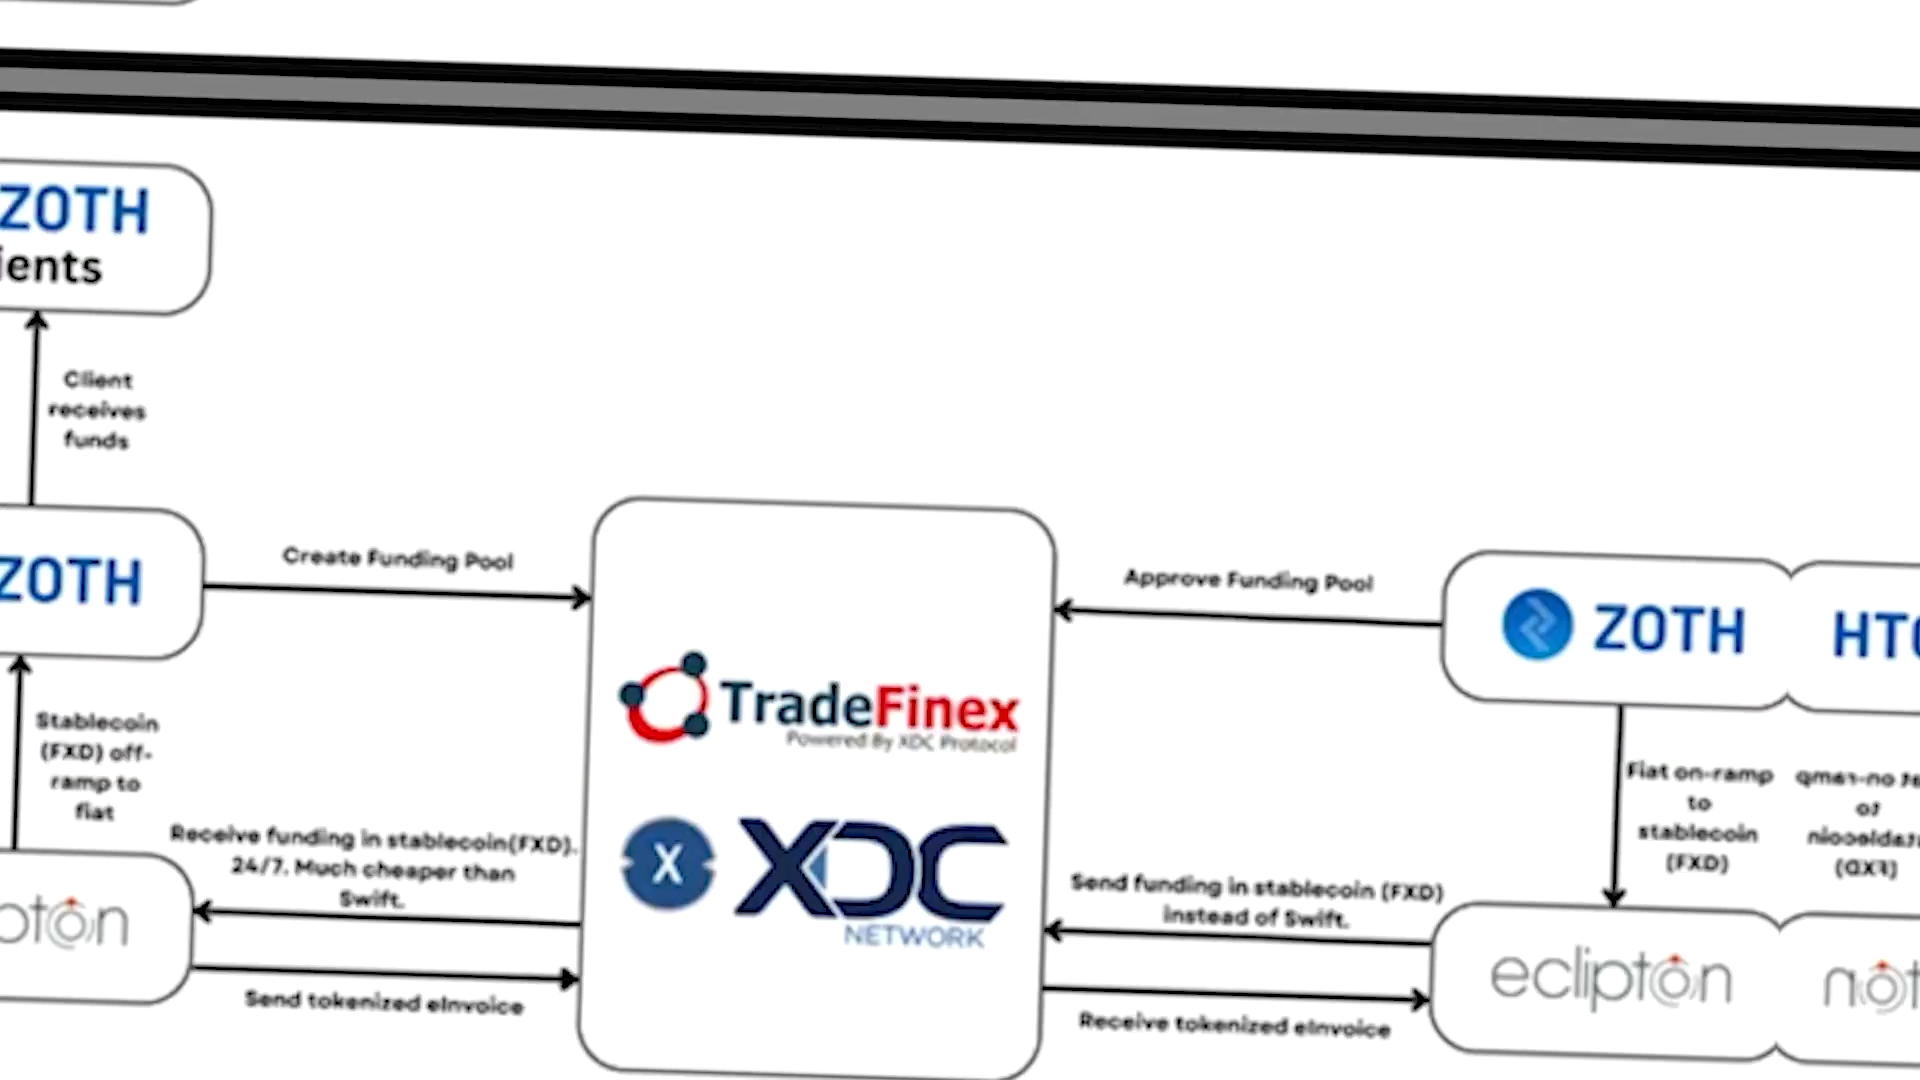 ZOTH
ients
Client
receives
funds
ZOTH
Create Funding Pool
Approve Funding Pool
ZOTH
Stablecoin
(FXD) off-
ramp to
fiat
TradeFinex
Powered By XDC Protocol
Fiat on-ramp
to
stablecoin
(FXD)
Receive funding in stablecoin(FXD).
24/7. Much cheaper than
Swift.
X XDC
NETWORK
Send funding in stablecoin (FXD)
instead of Swift.
pton
Send tokenized eInvoice
eclipton
Receive tokenized eInvoice